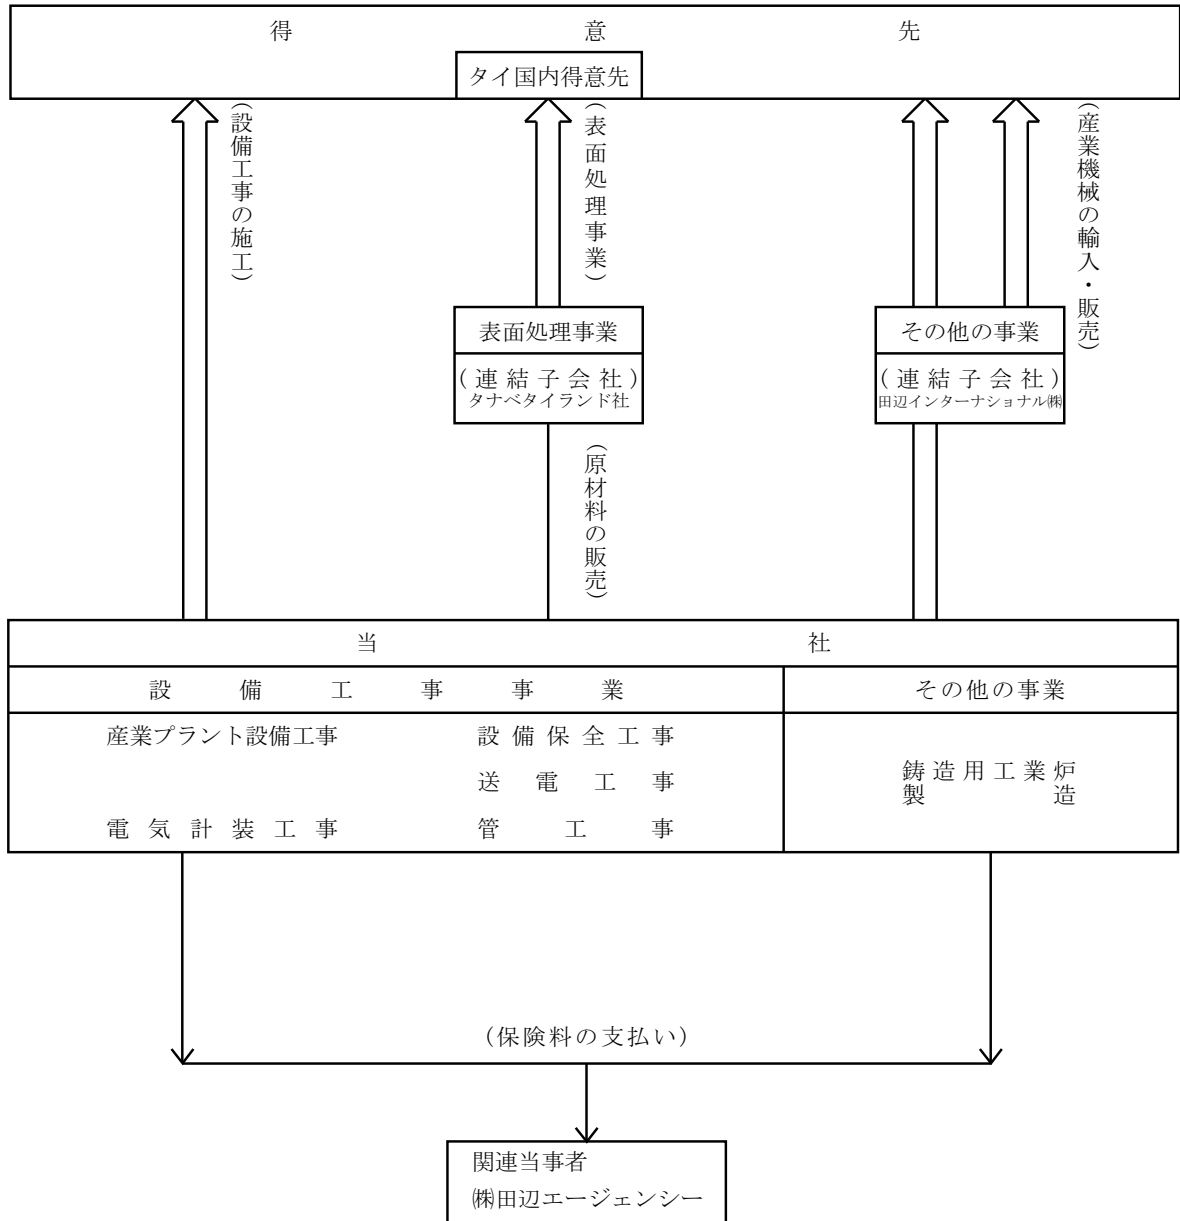 得意先
タイ国内得意先
(設備工事の施工)
(表面処理事業)
(産業機械の輸入・販売)
表面処理事業
(連結子会社)
タナベタイランド社
その他の事業
(連結子会社)
田辺インターナショナル㈱
(原材料の販売)
当社
設備工事事業
その他の事業
産業プラント設備工事
設備保全工事
送電工事
電気計装工事
管工事
鋳造用工業炉
製造
(保険料の支払い)
関連当事者
㈱田辺エージェンシー